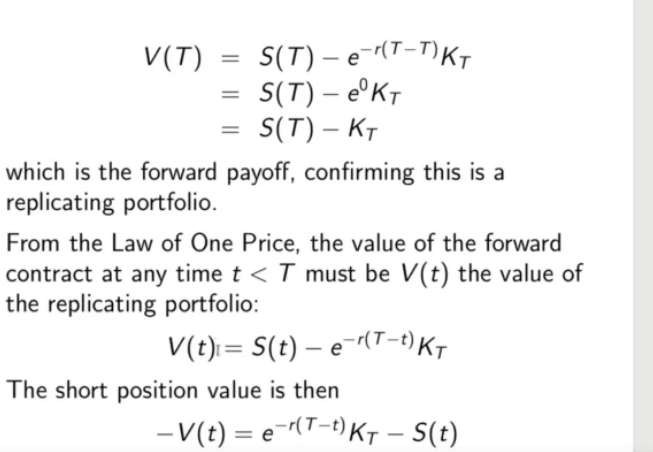 V(T) = S(T) − e^{−r(T−T)}K_T
= S(T) − e^0K_T
= S(T) − K_T
which is the forward payoff, confirming this is a
replicating portfolio.
From the Law of One Price, the value of the forward
contract at any time t < T must be V(t) the value of
the replicating portfolio:
V(t) = S(t) − e^{−r(T−t)}K_T
The short position value is then
−V(t) = e^{−r(T−t)}K_T − S(t)